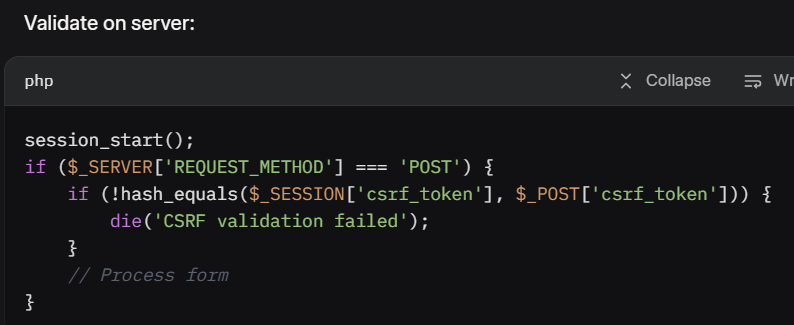 Validate on server:
php Collapse Wr
session_start();
if ($_SERVER['REQUEST_METHOD'] === 'POST') {
    if (!hash_equals($_SESSION['csrf_token'], $_POST['csrf_token'])) {
        die('CSRF validation failed');
    }
    // Process form
}